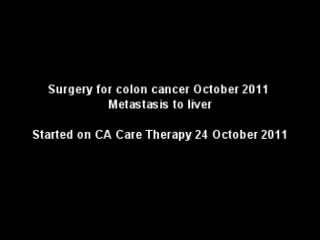 Surgery for colon cancer October 2011
Metastasis to liver
Started on CA Care Therapy 24 October 2011